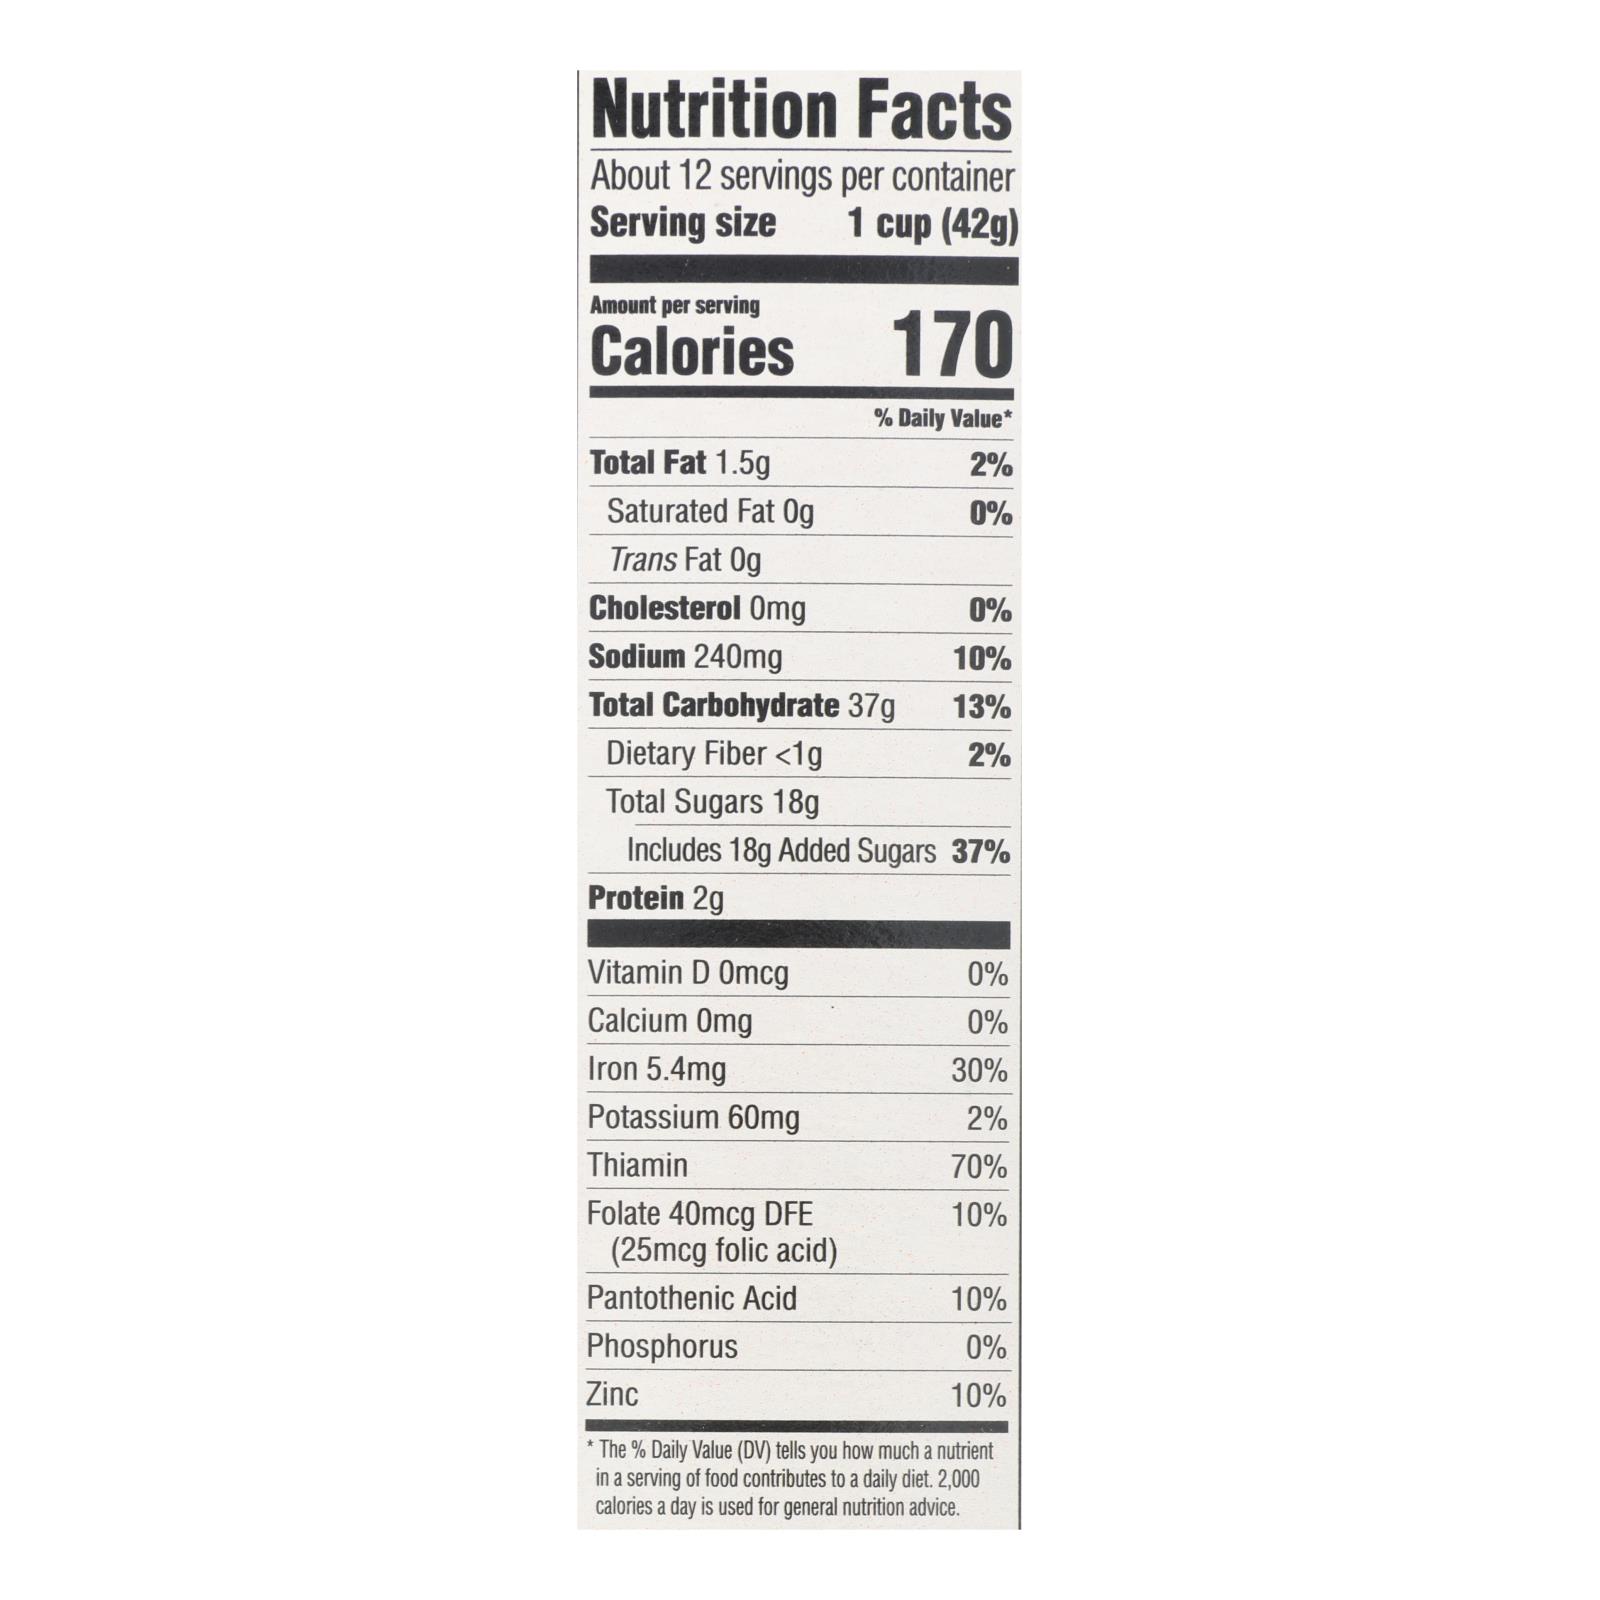 Nutrition Facts
About 12 servings per container
Serving size 1 cup (42g)
Amount per serving
Calories 170
% Daily Value*
Total Fat 1.5g 2%
Saturated Fat 0g 0%
Trans Fat 0g
Cholesterol 0mg 0%
Sodium 240mg 10%
Total Carbohydrate 37g 13%
Dietary Fiber <1g 2%
Total Sugars 18g
Includes 18g Added Sugars 37%
Protein 2g
Vitamin D 0mcg 0%
Calcium 0mg 0%
Iron 5.4mg 30%
Potassium 60mg 2%
Thiamin 70%
Folate 40mcg DFE 10%
(25mcg folic acid)
Pantothenic Acid 10%
Phosphorus 0%
Zinc 10%
* The % Daily Value (DV) tells you how much a nutrient
in a serving of food contributes to a daily diet. 2,000
calories a day is used for general nutrition advice.